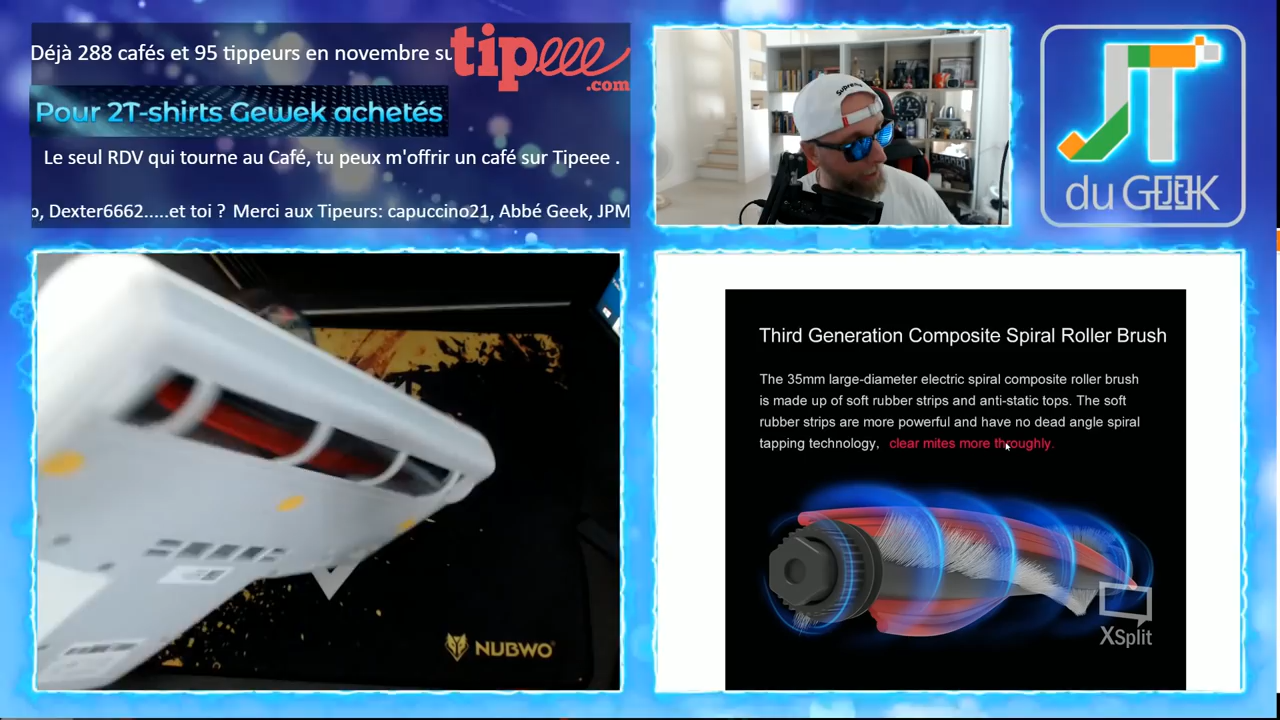 Déjà 288 cafés et 95 tippeurs en novembre su
tipeee
.com
Pour 2T-shirts Gewek achetés
Le seul RDV qui tourne au Café, tu peux m'offrir un café sur Tipeee .
o, Dexter6662.....et toi ? Merci aux Tipeurs: capuccino21, Abbé Geek, JPM
Supreme
JT
du GEEK
NUBWO
Third Generation Composite Spiral Roller Brush
The 35mm large-diameter electric spiral composite roller brush
is made up of soft rubber strips and anti-static tops. The soft
rubber strips are more powerful and have no dead angle spiral
tapping technology, clear mites more throughly.
XSplit